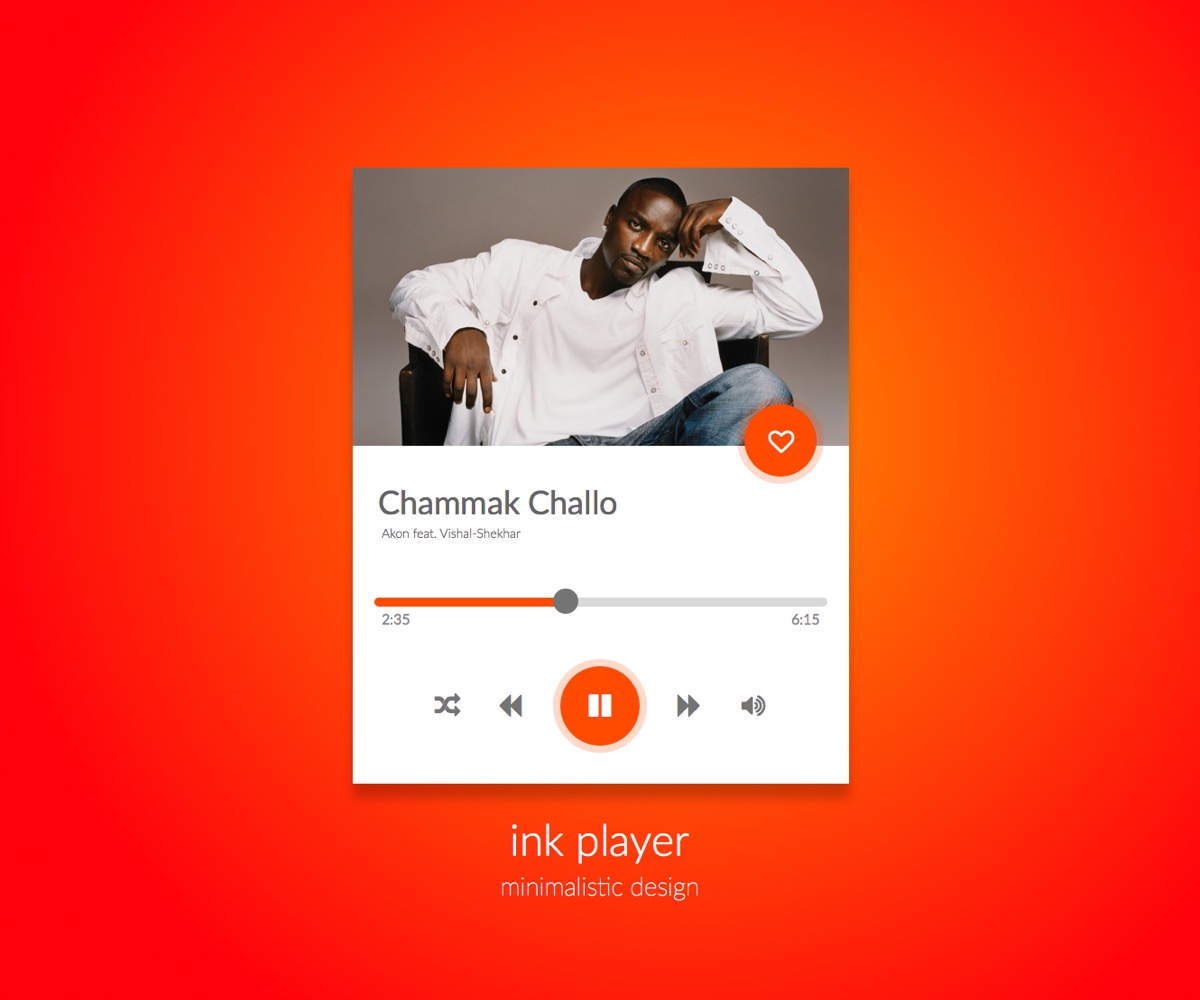 Chammak Challo
Akon feat. Vishal-Shekhar
2:35
6:15
ink player
minimalistic design